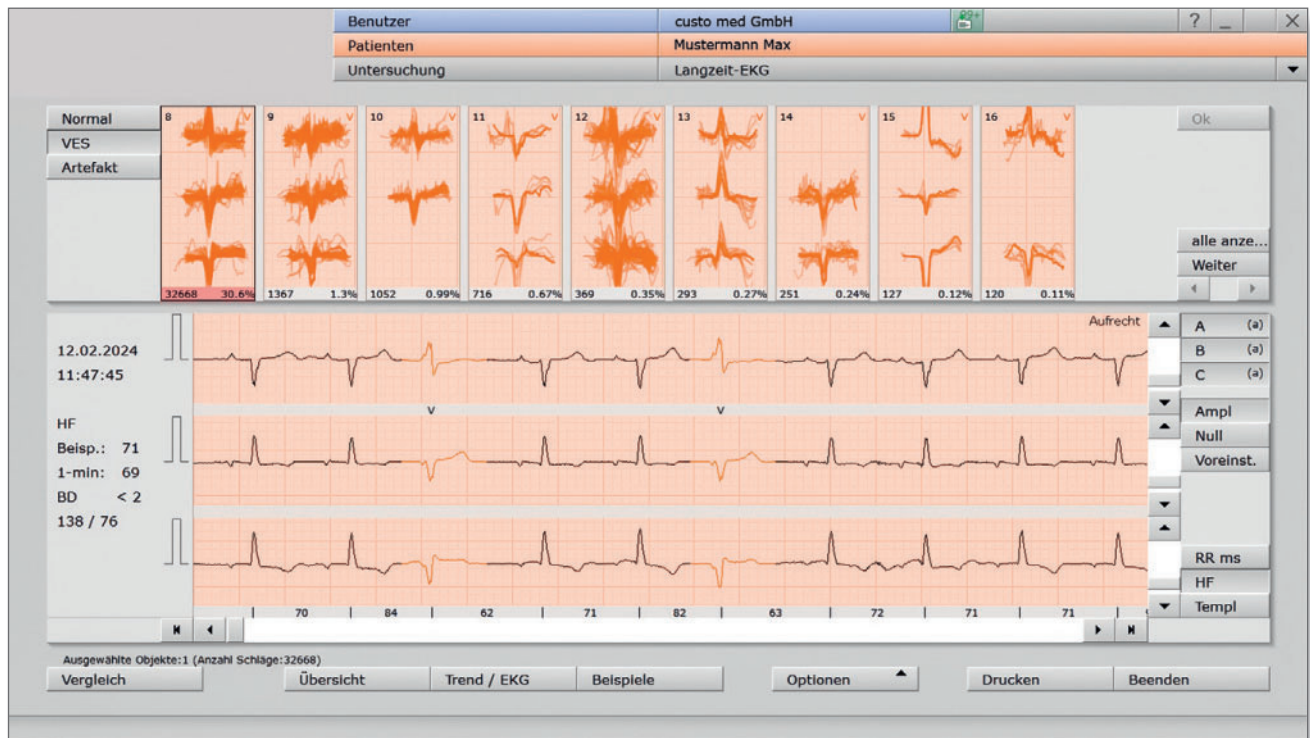 Benutzer custo med GmbH 99+ ? _ X
Patienten Mustermann Max
Untersuchung Langzeit-EKG
Normal
VES
Artefakt
8 V 9 V 10 V 11 V 12 V 13 V 14 V 15 V 16 V
32668 30.6% 1367 1.3% 1052 0.99% 716 0.67% 369 0.35% 293 0.27% 251 0.24% 127 0.12% 120 0.11%
Ok
alle anze...
Weiter
12.02.2024
11:47:45
HF
Beisp.: 71
1-min: 69
BD < 2
138 / 76
Aufrecht
V V
70 84 62 71 82 63 72 71 71
A (a)
B (a)
C (a)
Ampl
Null
Voreinst.
RR ms
HF
Templ
Ausgewählte Objekte:1 (Anzahl Schläge:32668)
Vergleich Übersicht Trend / EKG Beispiele Optionen Drucken Beenden